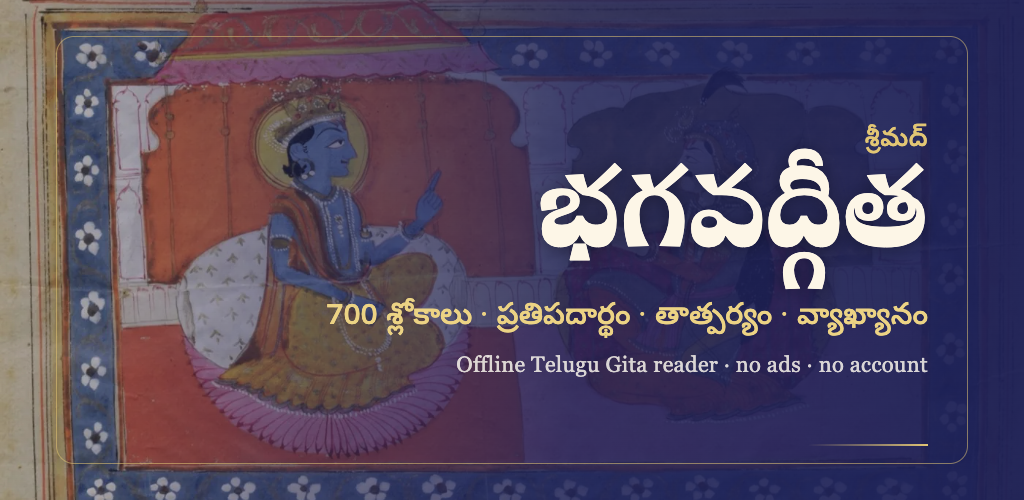 శ్రీమద్
భగవద్గీత
700 శ్లోకాలు · ప్రతిపదార్థం · తాత్పర్యం · వ్యాఖ్యానం
Offline Telugu Gita reader · no ads · no account